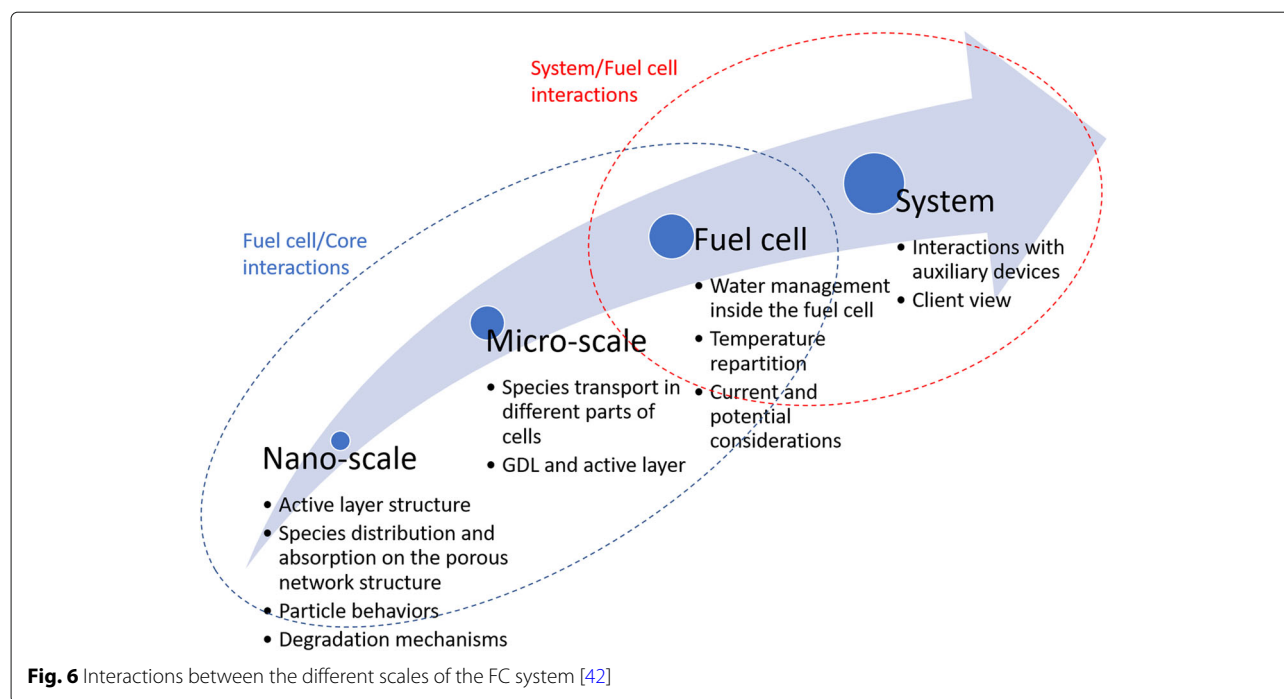 System/Fuel cell
interactions
Fuel cell/Core
interactions
System
• Interactions with
auxiliary devices
• Client view
Fuel cell
• Water management
inside the fuel cell
• Temperature
repartition
• Current and
potential
considerations
Micro-scale
• Species transport in
different parts of
cells
• GDL and active layer
Nano-scale
• Active layer structure
• Species distribution and
absorption on the porous
network structure
• Particle behaviors
• Degradation mechanisms
Fig. 6 Interactions between the different scales of the FC system [42]